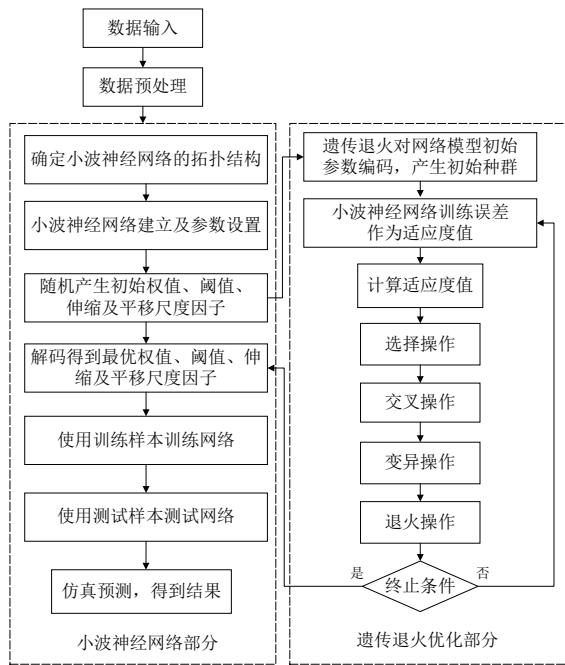 数据输入
数据预处理
确定小波神经网络的拓扑结构
小波神经网络建立及参数设置
随机产生初始权值、阈值、
伸缩及平移尺度因子
解码得到最优权值、阈值、伸
缩及平移尺度因子
使用训练样本训练网络
使用测试样本测试网络
仿真预测，得到结果
小波神经网络部分
遗传退火对网络模型初始
参数编码，产生初始种群
小波神经网络训练误差
作为适应度值
计算适应度值
选择操作
交叉操作
变异操作
退火操作
是
终止条件
否
遗传退火优化部分